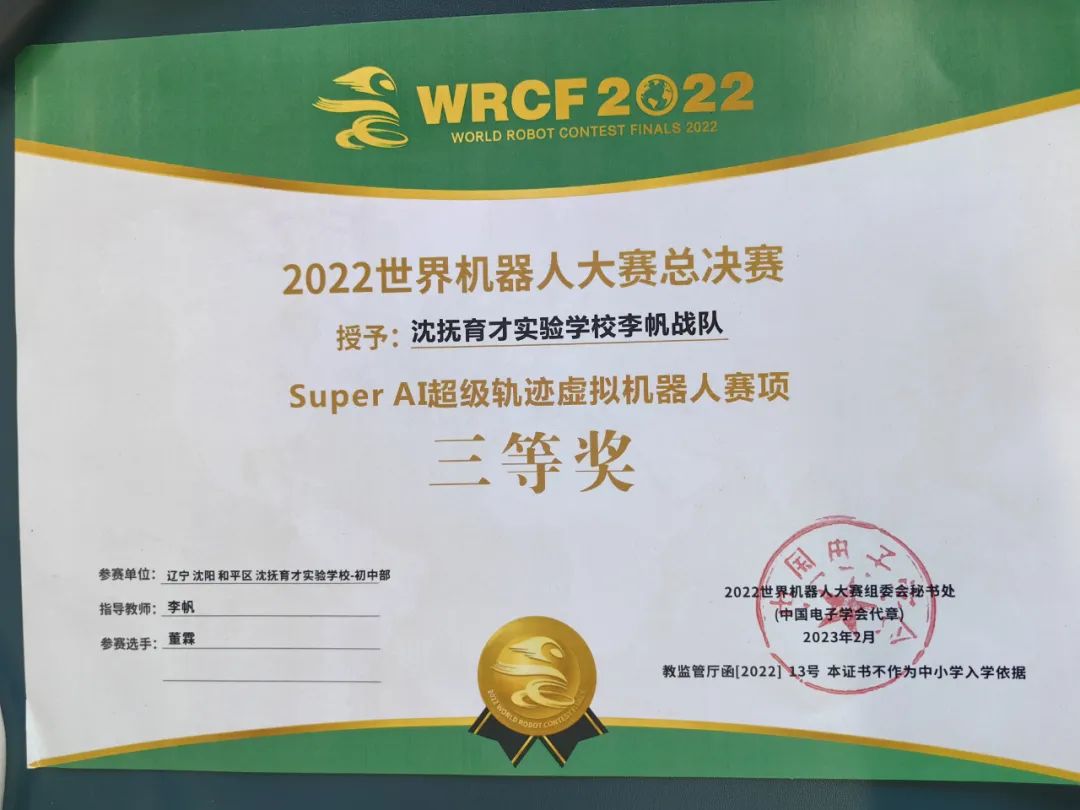 WRCF 2022
WORLD ROBOT CONTEST FINALS 2022
2022世界机器人大赛总决赛
授予：沈抚育才实验学校李帆战队
Super AI超级轨迹虚拟机器人赛项
三等奖
参赛单位：辽宁 沈阳 和平区 沈抚育才实验学校-初中部
指导教师：李帆
参赛选手：董霖
2022世界机器人大赛组委会秘书处
(中国电子学会代章)
2023年2月
教监管厅函[2022] 13号 本证书不作为中小学入学依据
2022 WORLD ROBOT CONTEST FINALS